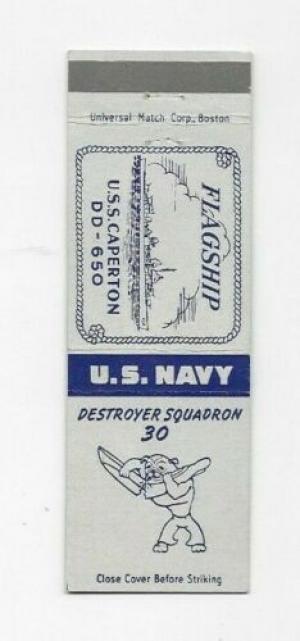 Universal Match Corp., Boston
FLAGSHIP
U.S.S. CAPERTON
DD-650
U.S. NAVY
DESTROYER SQUADRON
30
Close Cover Before Striking